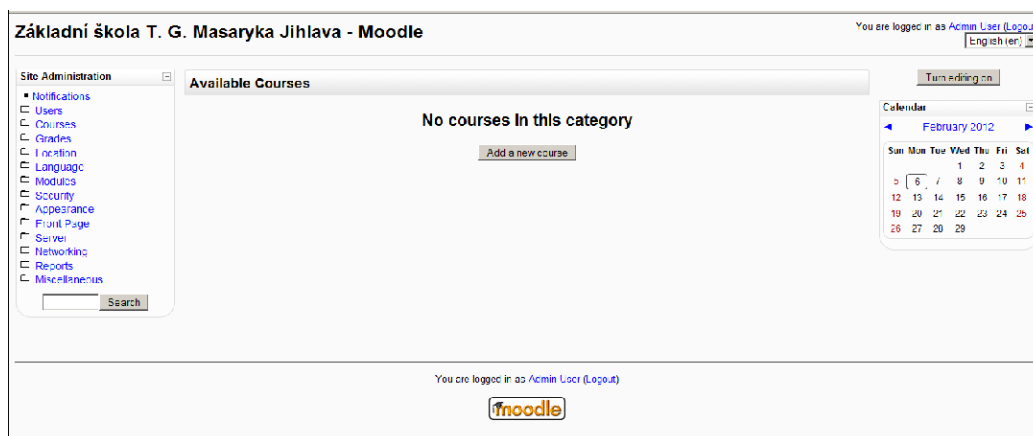 Základní škola T. G. Masaryka Jihlava - Moodle
You are logged in as Admin User (Logou
English (en)
Site Administration
Notifications
Users
Courses
Grades
Location
Language
Modules
Security
Appearance
Front Page
Server
Networking
Reports
Miscellaneous
Search
Available Courses
No courses in this category
Add a new course
Turn editing on
Calendar
February 2012
Sun Mon Tue Wed Thu Fri Sat
1 2 3 4
5 6 7 8 9 10 11
12 13 14 15 16 17 18
19 20 21 22 23 24 25
26 27 28 29
You are logged in as Admin User (Logout)
moodle